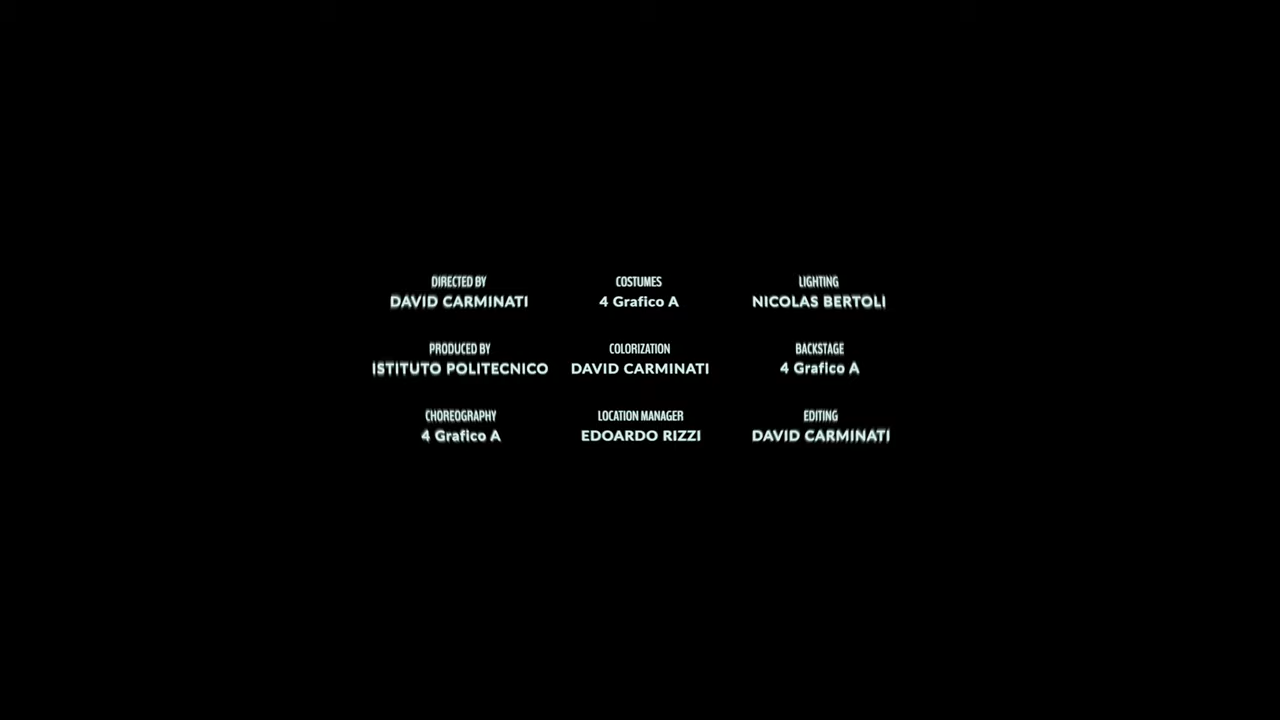 DIRECTED BY
DAVID CARMINATI
COSTUMES
4 Grafico A
LIGHTING
NICOLAS BERTOLI
PRODUCED BY
ISTITUTO POLITECNICO
COLORIZATION
DAVID CARMINATI
BACKSTAGE
4 Grafico A
CHOREOGRAPHY
4 Grafico A
LOCATION MANAGER
EDOARDO RIZZI
EDITING
DAVID CARMINATI